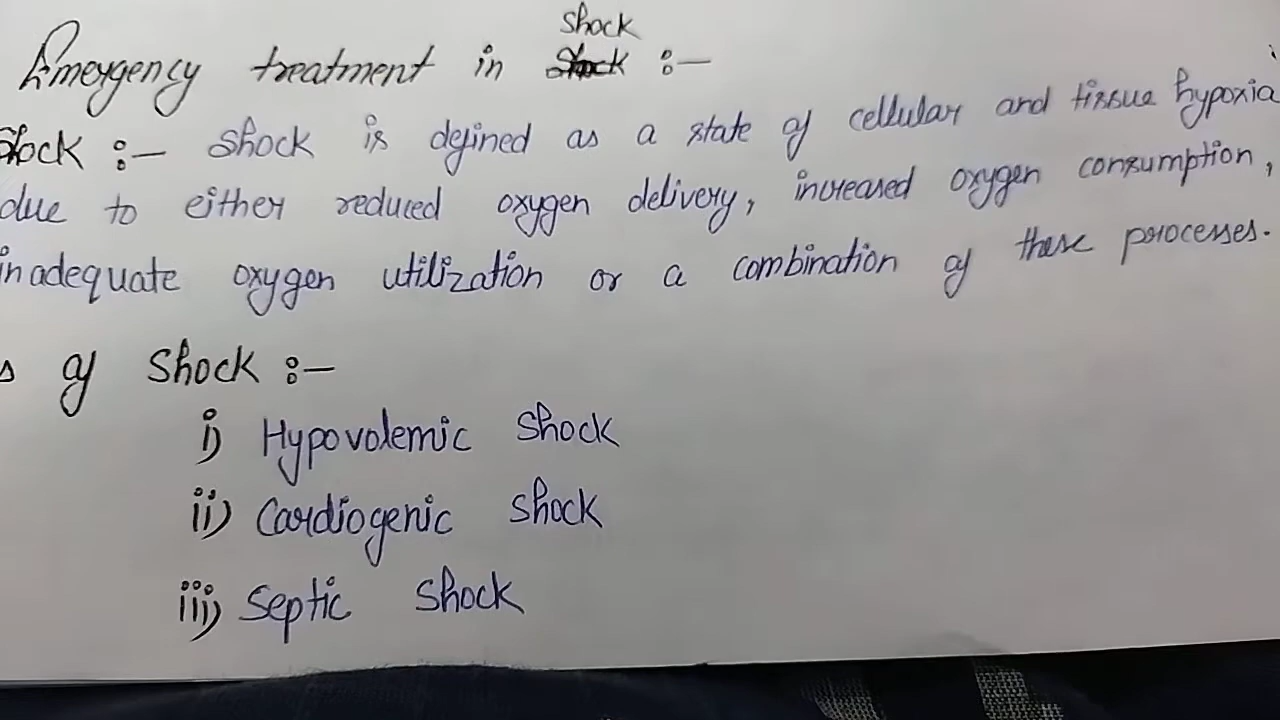 Emergency treatment in shock :-
Shock :- Shock is defined as a state of cellular and tissue hypoxia
due to either reduced oxygen delivery, increased oxygen consumption,
inadequate oxygen utilization or a combination of these processes.
s of Shock :-
i) Hypovolemic Shock
ii) Cardiogenic Shock
iii) Septic Shock